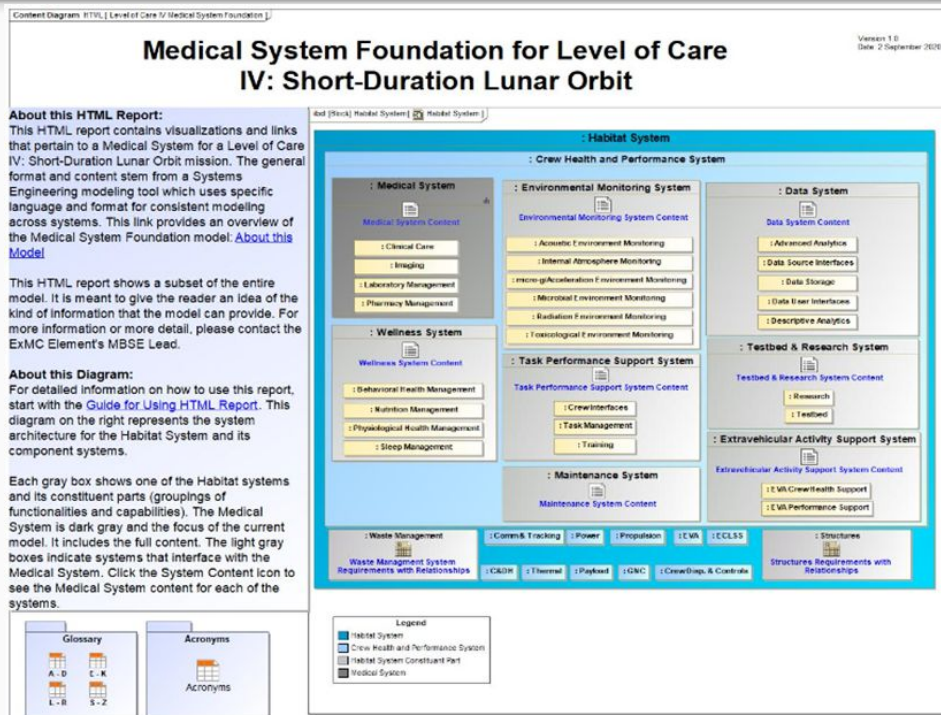 Content Diagram HTML [ Level of Care IV Medical System Foundation ]
Medical System Foundation for Level of Care
IV: Short-Duration Lunar Orbit
Version 1.0
Date: 2 September 2020
About this HTML Report:
This HTML report contains visualizations and links
that pertain to a Medical System for a Level of Care
IV: Short-Duration Lunar Orbit mission. The general
format and content stem from a Systems
Engineering modeling tool which uses specific
language and format for consistent modeling
across systems. This link provides an overview of
the Medical System Foundation model: About this
Model
This HTML report shows a subset of the entire
model. It is meant to give the reader an idea of the
kind of information that the model can provide. For
more information or more detail, please contact the
ExMC Element's MBSE Lead.
About this Diagram:
For detailed information on how to use this report,
start with the Guide for Using HTML Report. This
diagram on the right represents the system
architecture for the Habitat System and its
component systems.
Each gray box shows one of the Habitat systems
and its constituent parts (groupings of
functionalities and capabilities). The Medical
System is dark gray and the focus of the current
model. It includes the full content. The light gray
boxes indicate systems that interface with the
Medical System. Click the System Content icon to
see the Medical System content for each of the
systems.
Glossary
A - D
E - K
L - R
S - Z
Acronyms
Acronyms
ibd [Block] Habitat System [ Habitat System ]
: Habitat System
: Crew Health and Performance System
: Medical System
Medical System Content
: Clinical Care
: Imaging
: Laboratory Management
: Pharmacy Management
: Wellness System
Wellness System Content
: Behavioral Health Management
: Nutrition Management
: Physiological Health Management
: Sleep Management
: Environmental Monitoring System
Environmental Monitoring System Content
: Acoustic Environment Monitoring
: Internal Atmosphere Monitoring
: micro-g/Acceleration Environment Monitoring
: Microbial Environment Monitoring
: Radiation Environment Monitoring
: Toxicological Environment Monitoring
: Task Performance Support System
Task Performance Support System Content
: Crew Interfaces
: Task Management
: Training
: Maintenance System
Maintenance System Content
: Data System
Data System Content
: Advanced Analytics
: Data Source Interfaces
: Data Storage
: Data User Interfaces
: Descriptive Analytics
: Testbed & Research System
Testbed & Research System Content
: Research
: Testbed
: Extravehicular Activity Support System
Extravehicular Activity Support System Content
: EVA Crew Health Support
: EVA Performance Support
: Waste Management
Waste Managment System
Requirements with Relationships
: Comm & Tracking
: Power
: Propulsion
: EVA
: ECLSS
: C&DH
: Thermal
: Payload
: GNC
: Crew Disp. & Controls
: Structures
Structures Requirements with
Relationships
Legend
Habitat System
Crew Health and Performance System
Habitat System Constituent Part
Medical System